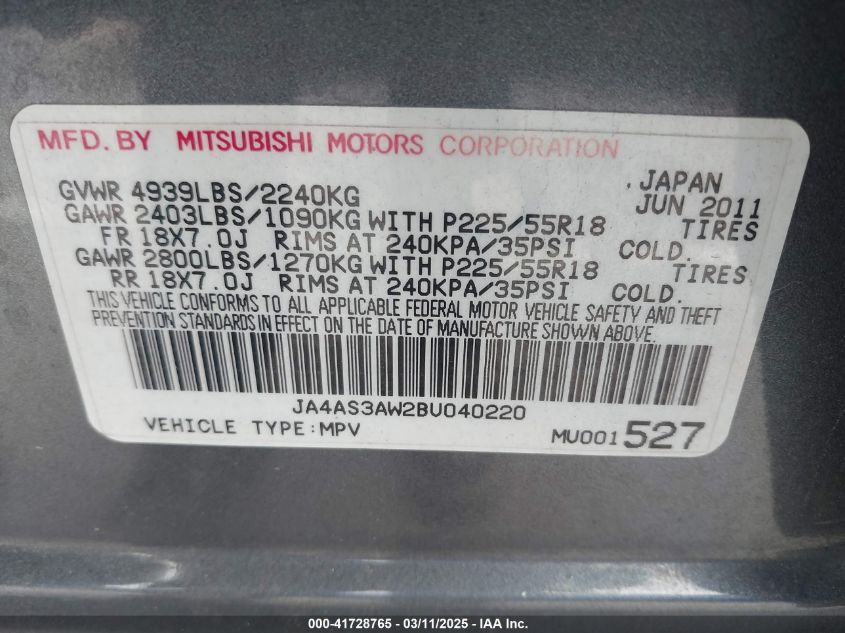 MFD. BY MITSUBISHI MOTORS CORPORATION
GVWR 4939LBS/2240KG . JAPAN
JUN 2011
GAWR 2403LBS/1090KG WITH P225/55R18 TIRES
FR 18X7.0J RIMS AT 240KPA/35PSI COLD.
GAWR 2800LBS/1270KG WITH P225/55R18 TIRES
RR 18X7.0J RIMS AT 240KPA/35PSI COLD.
THIS VEHICLE CONFORMS TO ALL APPLICABLE FEDERAL MOTOR VEHICLE SAFETY AND THEFT
PREVENTION STANDARDS IN EFFECT ON THE DATE OF MANUFACTURE SHOWN ABOVE.
JA4AS3AW2BU040220
VEHICLE TYPE:MPV MU001527
000-41728765 - 03/11/2025 - IAA Inc.